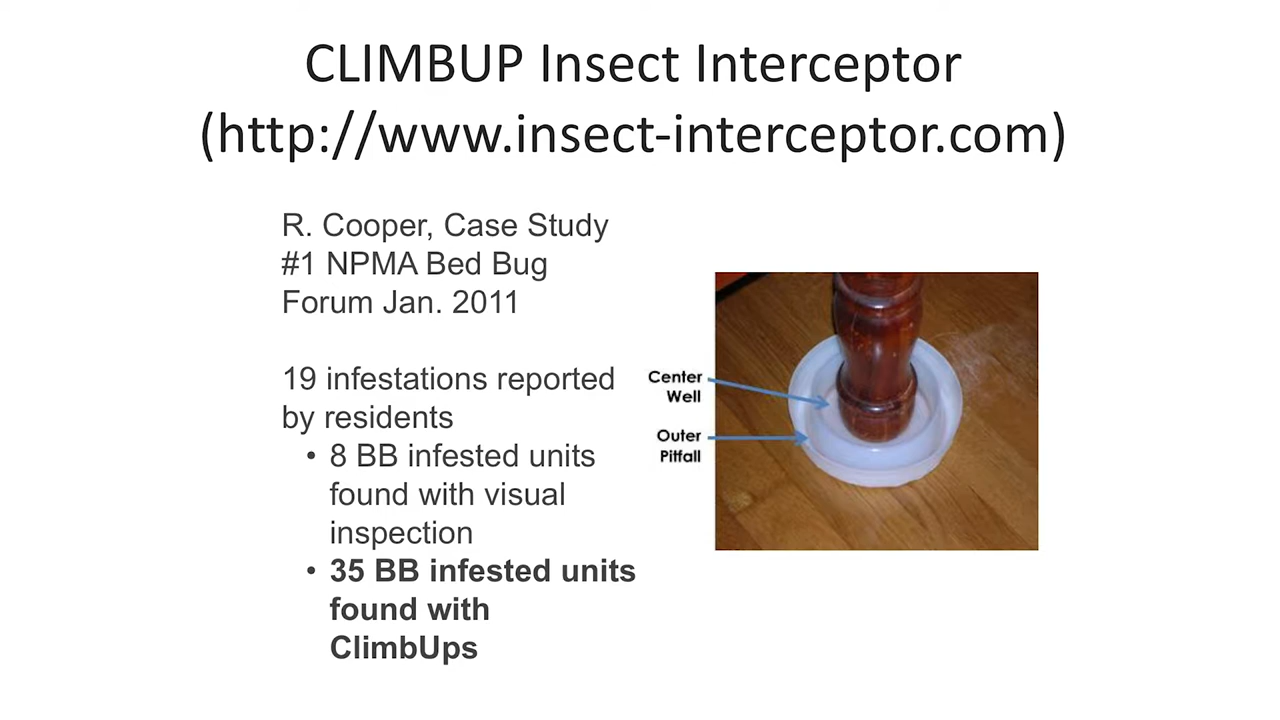 CLIMBUP Insect Interceptor
(http://www.insect-interceptor.com)
R. Cooper, Case Study
#1 NPMA Bed Bug
Forum Jan. 2011
19 infestations reported
by residents
• 8 BB infested units
found with visual
inspection
• 35 BB infested units
found with
ClimbUps
Center
Well
Outer
Pitfall